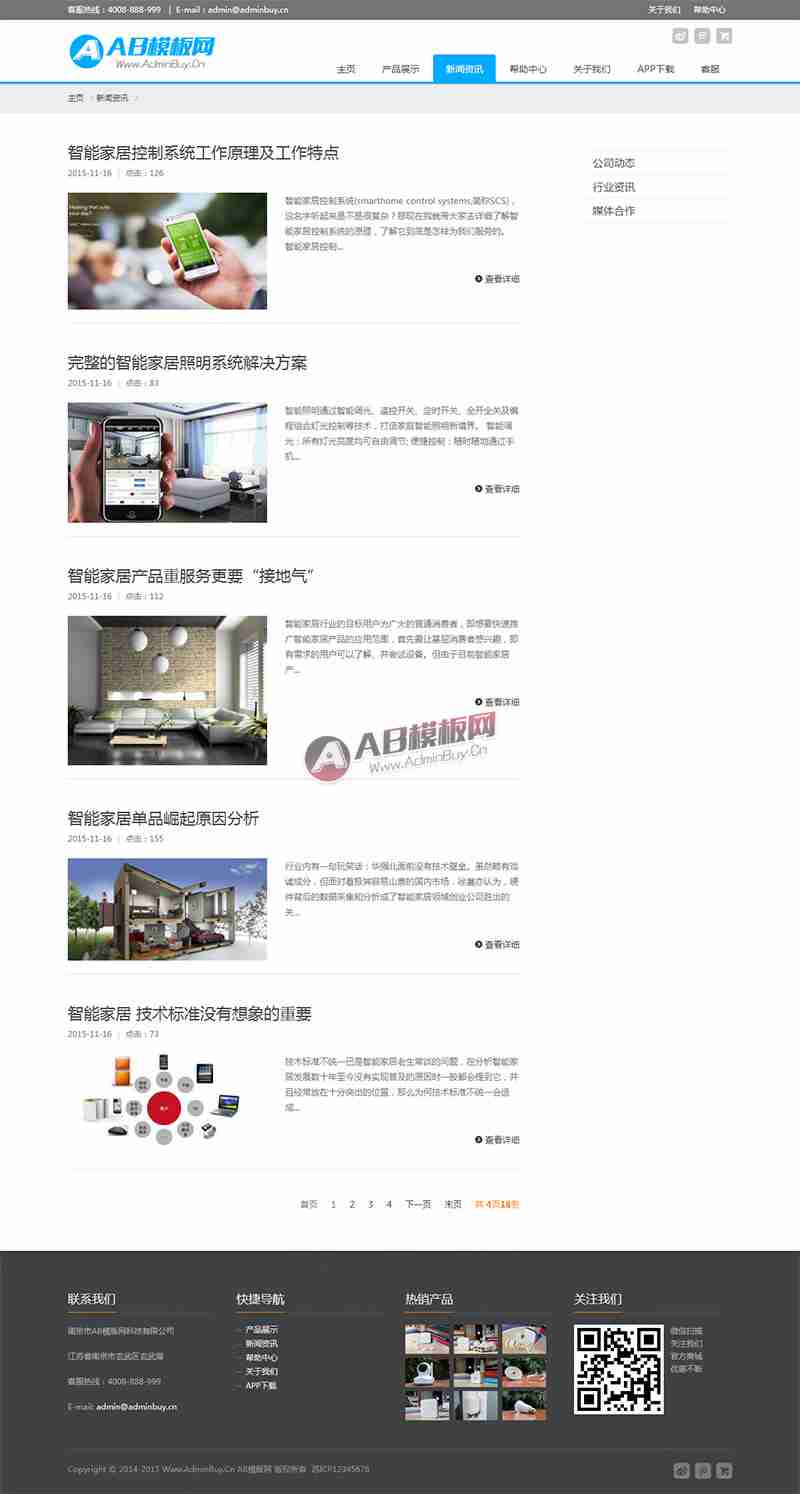 客服热线：4008-888-999 | E-mail：admin@adminbuy.cn
关于我们 帮助中心
AB模板网
Www.AdminBuy.Cn
主页 产品展示 新闻资讯 帮助中心 关于我们 APP下载 客服
主页 > 新闻资讯 >
智能家居控制系统工作原理及工作特点
2015-11-16 | 点击：126
智能家居控制系统(smarthome control systems,简称SCS)，
这名字听起来是不是很复杂？那现在我就带大家去详细了解智
能家居控制系统的原理，了解它到底是怎样为我们服务的。
智能家居控制...
查看详细
公司动态
行业资讯
媒体合作
完整的智能家居照明系统解决方案
2015-11-16 | 点击：83
智能照明通过智能调光、遥控开关、定时开关、全开全关及编
程组合灯光控制等技术，打造家庭智能照明新境界。 智能调
光：所有灯光亮度均可自由调节; 便捷控制：随时随地通过手
机...
查看详细
智能家居产品重服务更要“接地气”
2015-11-16 | 点击：112
智能家居行业的目标用户为广大的普通消费者，即想要快速推
广智能家居产品的应用范围，首先要让基层消费者感兴趣，即
有需求的用户可以了解、并尝试设备。但由于目前智能家居
产...
查看详细
AB模板网
Www.AdminBuy.Cn
智能家居单品崛起原因分析
2015-11-16 | 点击：155
行业内有一句玩笑话：华强北面前没有技术壁垒。虽然略有戏
谑成分，但面对着极其容易山寨的国内市场，涂鑫亦认为，硬
件背后的数据采集和分析成了智能家居领域创业公司胜出的
关...
查看详细
智能家居 技术标准没有想象的重要
2015-11-16 | 点击：73
技术标准不统一已是智能家居老生常谈的问题，在分析智能家
居发展数十年至今没有实现普及的原因时一般都会提到它，并
且经常放在十分突出的位置，那么为何技术标准不统一会造
成...
查看详细
首页 1 2 3 4 下一页 末页 共 4页18条
联系我们
南京市AB模板网科技有限公司
江苏省南京市玄武区玄武湖
客服热线：4008-888-999
E-mail: admin@adminbuy.cn
快捷导航
产品展示
新闻资讯
帮助中心
关于我们
APP下载
热销产品
关注我们
微信扫描
关注我们
官方商城
优惠不断
Copyright © 2014-2015 Www.AdminBuy.Cn AB模板网 版权所有 苏ICP12345678